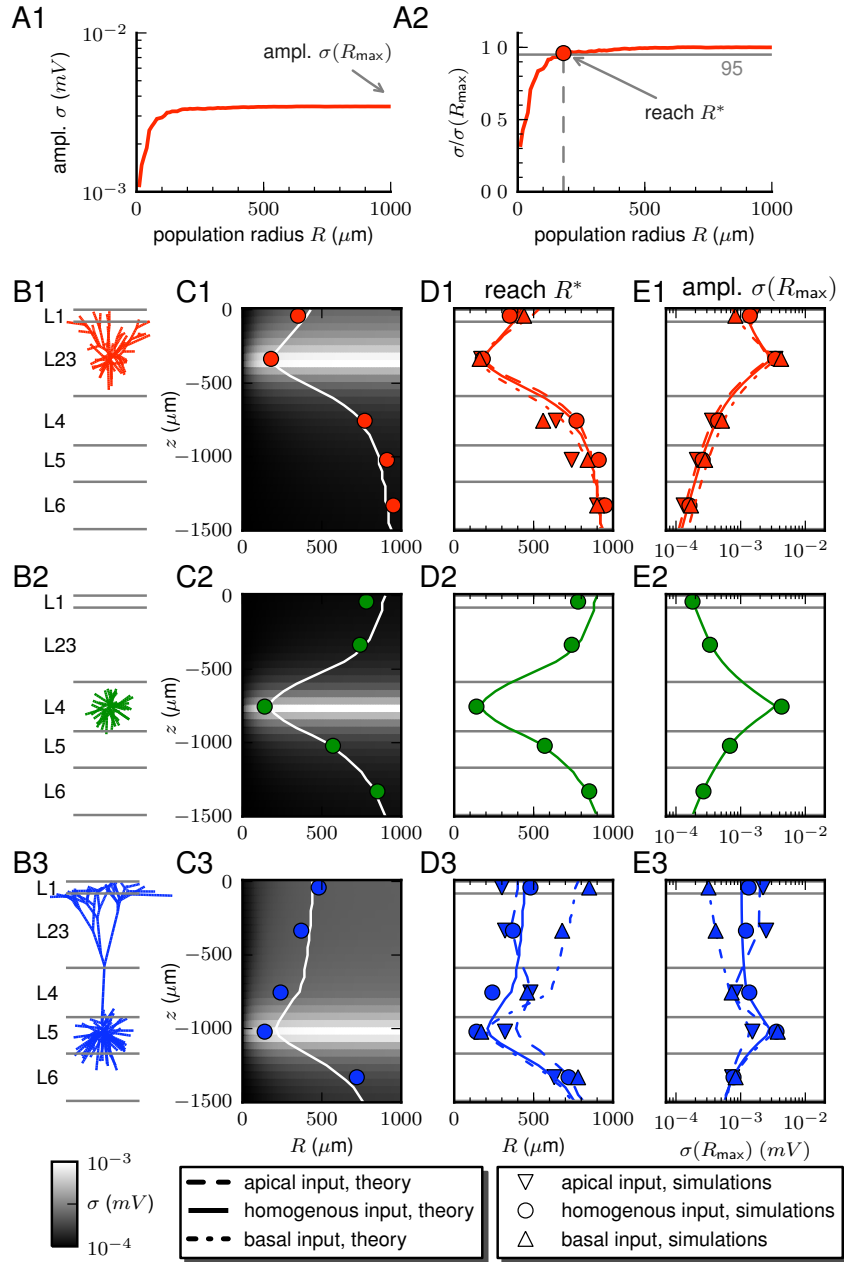 A1
A2
10⁻²
10⁻³
ampl. σ (mV)
ampl. σ(R_max)
0 500 1000
population radius R (μm)
1 0
0 5
0 0
σ/σ(R_max)
95
reach R*
0 500 1000
population radius R (μm)
B1 C1 D1 reach R* E1 ampl. σ(R_max)
L1
L23
L4
L5
L6
0
−500
−1000
−1500
z (μm)
0 500 1000
0 500 1000
10⁻⁴ 10⁻³ 10⁻²
B2 C2 D2 E2
L1
L23
L4
L5
L6
0
−500
−1000
−1500
z (μm)
0 500 1000
0 500 1000
10⁻⁴ 10⁻³ 10⁻²
B3 C3 D3 E3
L1
L23
L4
L5
L6
0
−500
−1000
−1500
z (μm)
0 500 1000
R (μm)
0 500 1000
R (μm)
10⁻⁴ 10⁻³ 10⁻²
σ(R_max) (mV)
10⁻³
σ (mV)
10⁻⁴
apical input, theory
homogenous input, theory
basal input, theory
apical input, simulations
homogenous input, simulations
basal input, simulations